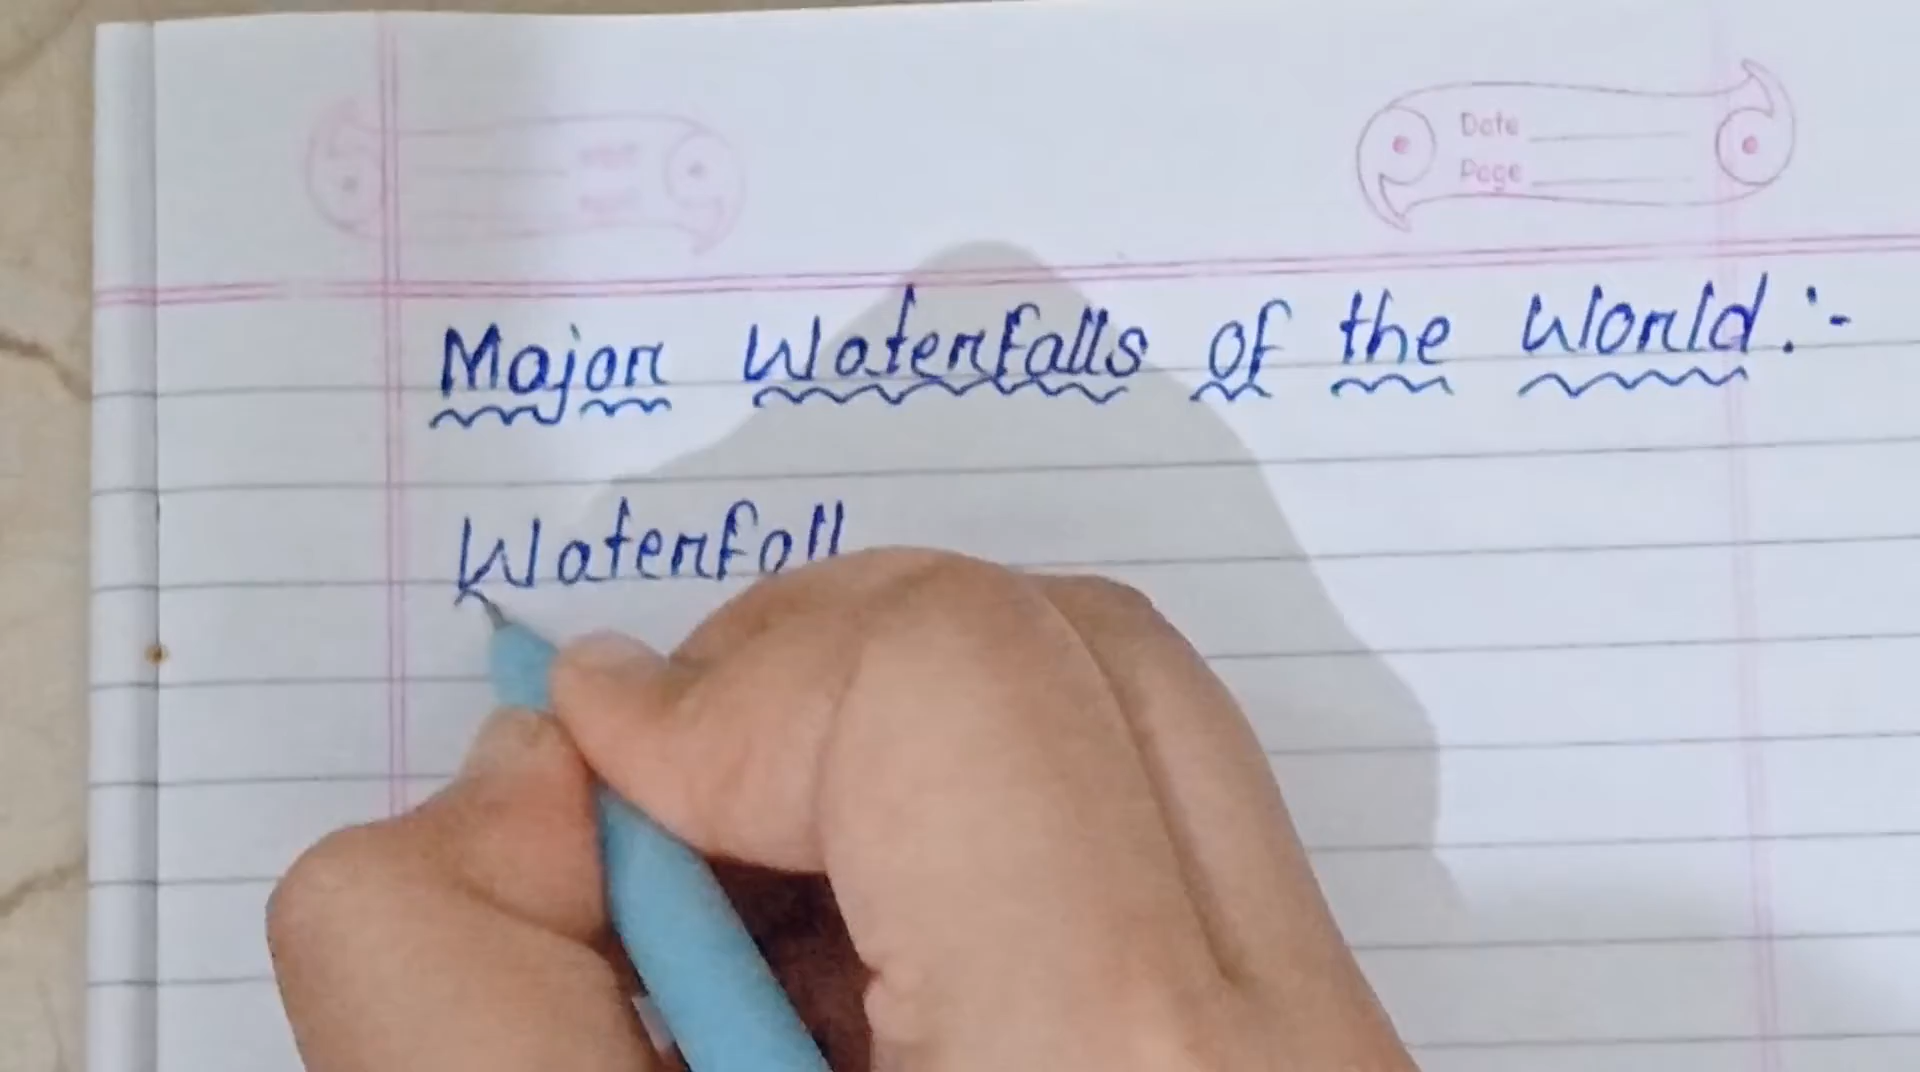 Date
Page
Major Waterfalls of the World :-
Waterfall